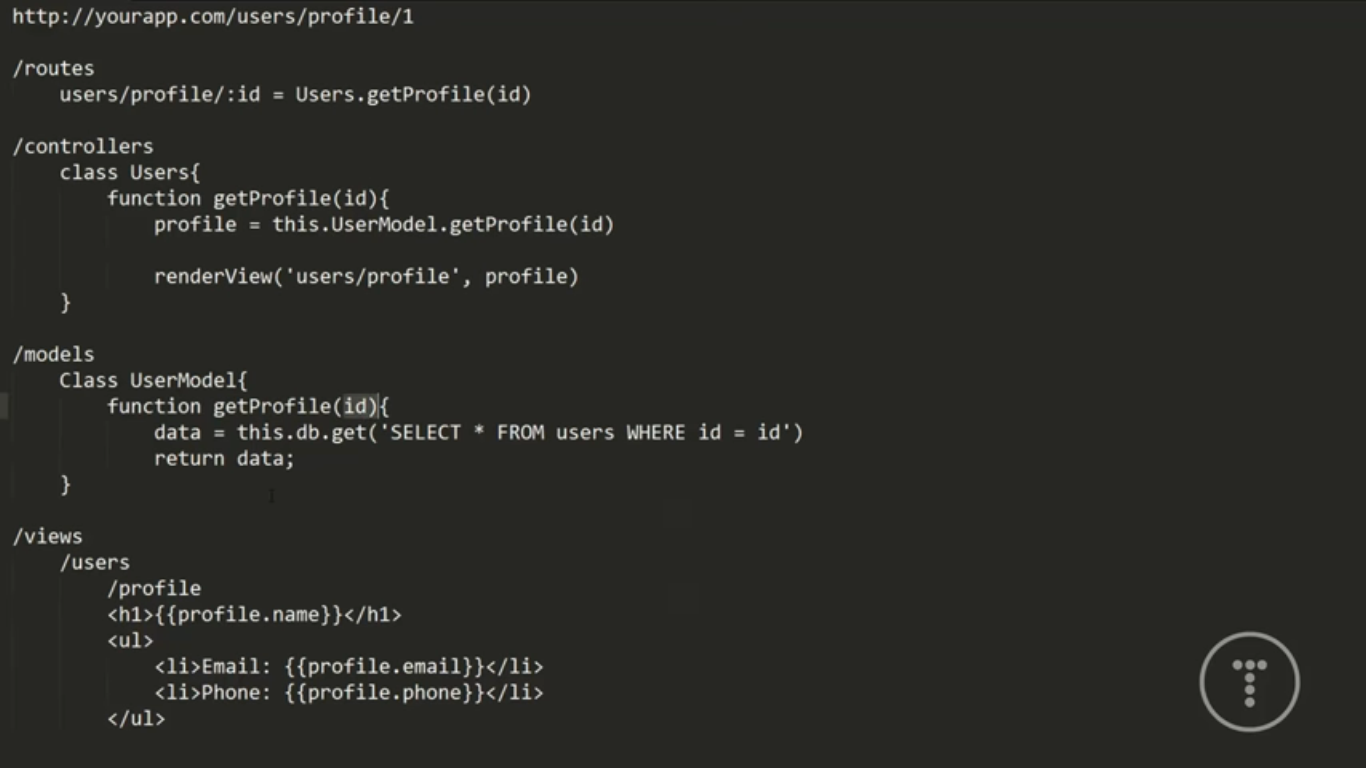 http://yourapp.com/users/profile/1
/routes
users/profile/:id = Users.getProfile(id)
/controllers
class Users{
function getProfile(id){
profile = this.UserModel.getProfile(id)
renderView('users/profile', profile)
}
/models
Class UserModel{
function getProfile(id){
data = this.db.get('SELECT * FROM users WHERE id = id')
return data;
}
/views
/users
/profile
<h1>{{profile.name}}</h1>
<ul>
<li>Email: {{profile.email}}</li>
<li>Phone: {{profile.phone}}</li>
</ul>
T